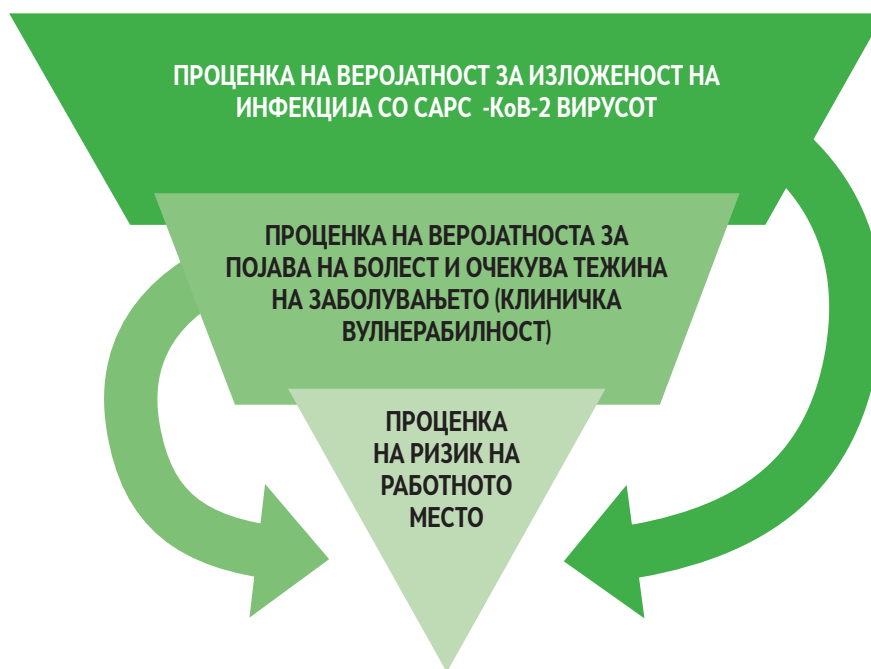 ПРОЦЕНКА НА ВЕРОЈАТНОСТ ЗА ИЗЛОЖЕНОСТ НА
ИНФЕКЦИЈА СО САРС -КоВ-2 ВИРУСОТ
ПРОЦЕНКА НА ВЕРОЈАТНОСТА ЗА
ПОЈАВА НА БОЛЕСТ И ОЧЕКУВА ТЕЖИНА
НА ЗАБОЛУВАЊЕТО (КЛИНИЧКА
ВУЛНЕРАБИЛНОСТ)
ПРОЦЕНКА
НА РИЗИК НА
РАБОТНОТО
МЕСТО